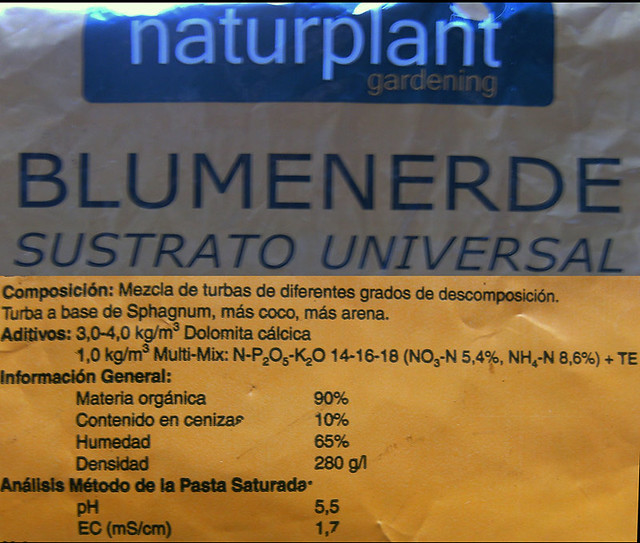 naturplant
gardening
BLUMENERDE
SUSTRATO UNIVERSAL
Composición: Mezcla de turbas de diferentes grados de descomposición.
Turba a base de Sphagnum, más coco, más arena.
Aditivos: 3,0-4,0 kg/m³ Dolomita cálcica
1,0 kg/m³ Multi-Mix: N-P₂O₅-K₂O 14-16-18 (NO₃-N 5,4%, NH₄-N 8,6%) + TE
Información General:
Materia orgánica 90%
Contenido en cenizas 10%
Humedad 65%
Densidad 280 g/l
Análisis Método de la Pasta Saturada:
pH 5,5
EC (mS/cm) 1,7